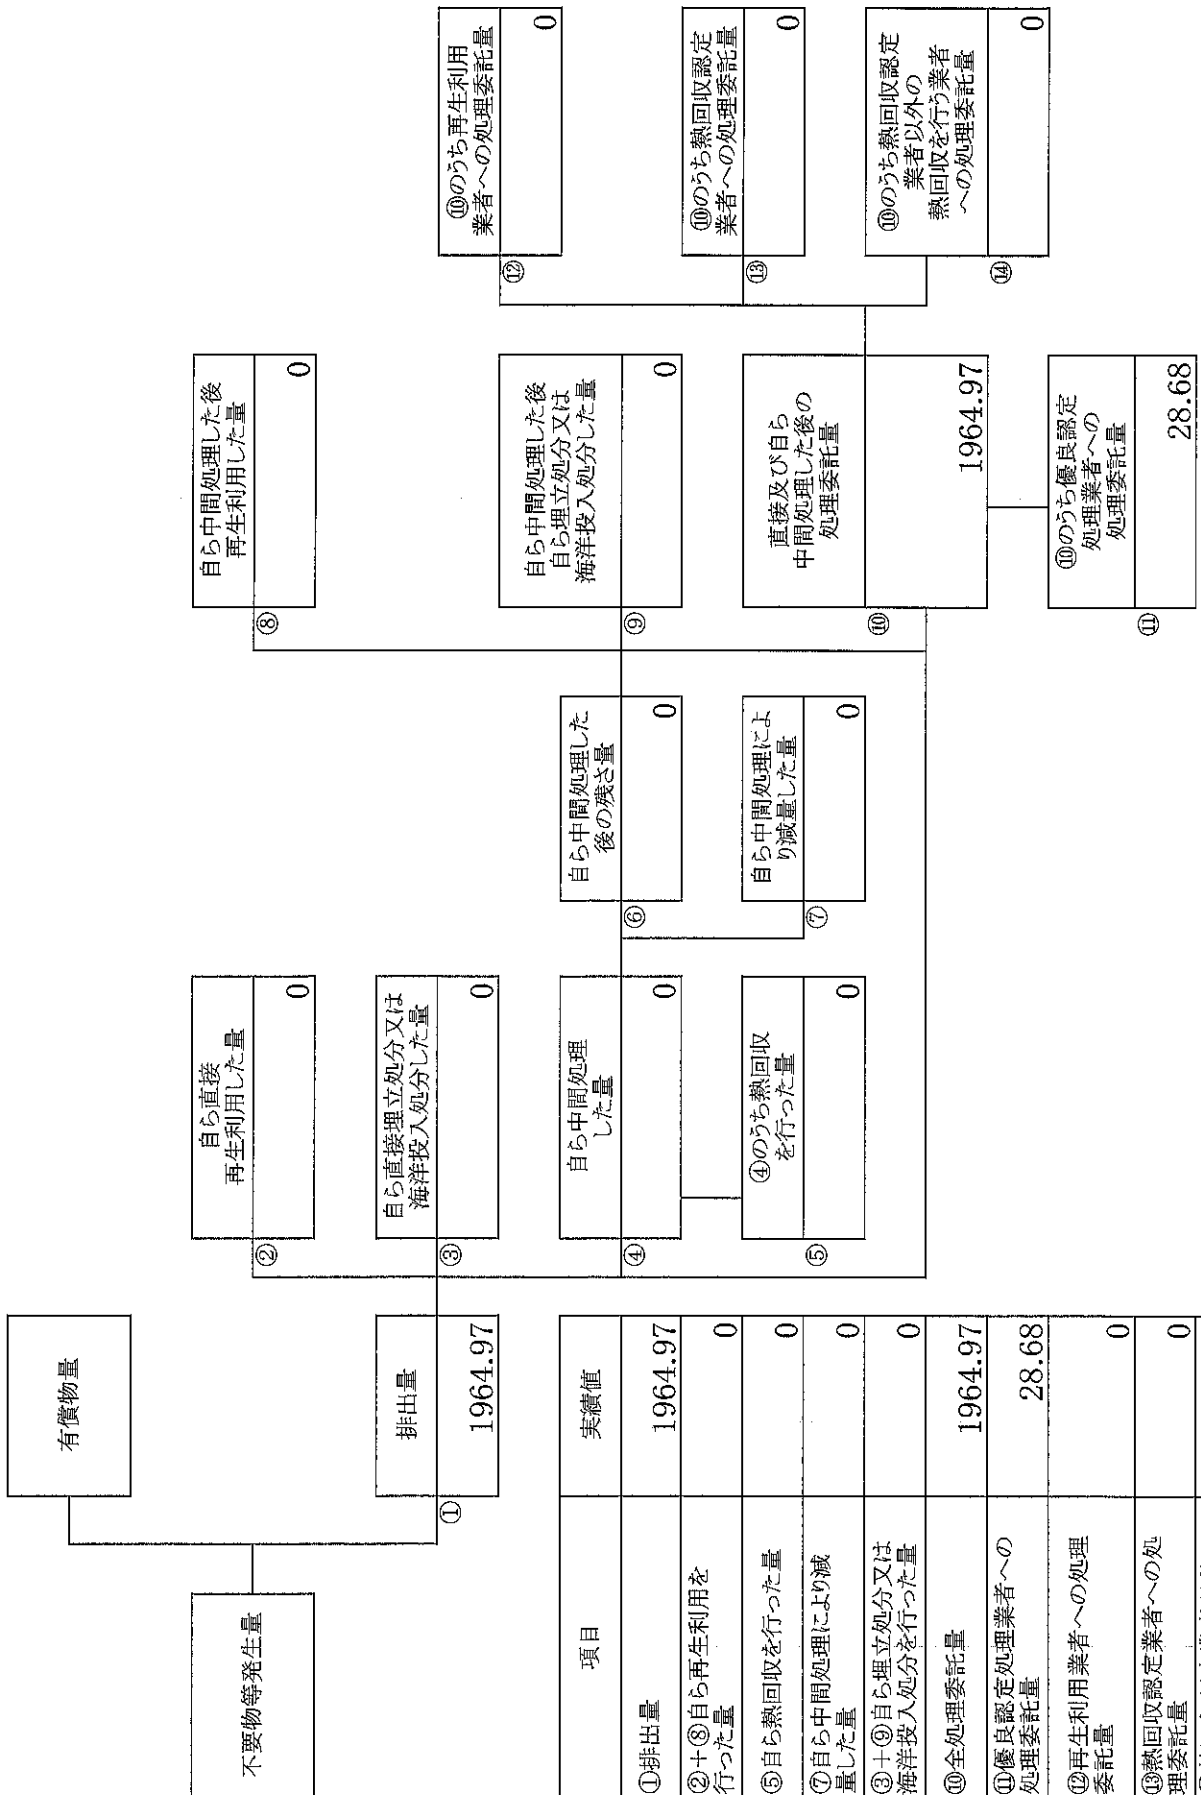 有償物量
不要物等発生量
排出量
①
1964.97
自ら直接
再生利用した量
②
0
自ら直接埋立処分又は
海洋投入処分した量
③
0
自ら中間処理
した量
④
0
④のうち熱回収
を行った量
⑤
0
自ら中間処理した
後の残さ量
⑥
0
自ら中間処理によ
り減量した量
⑦
0
自ら中間処理した後
再生利用した量
⑧
0
自ら中間処理した後
自ら埋立処分又は
海洋投入処分した量
⑨
0
直接及び自ら
中間処理した後の
処理委託量
⑩
1964.97
⑩のうち優良認定
処理業者への
処理委託量
⑪
28.68
⑩のうち再生利用
業者への処理委託量
⑫
0
⑩のうち熱回収認定
業者への処理委託量
⑬
0
⑩のうち熱回収認定
業者以外の
熱回収を行う業者
への処理委託量
⑭
0
項目
実績値
①排出量
1964.97
②+⑧自ら再生利用を
行った量
0
⑤自ら熱回収を行った量
0
⑦自ら中間処理により減
量した量
0
③+⑨自ら埋立処分又は
海洋投入処分を行った量
0
⑩全処理委託量
1964.97
⑪優良認定処理業者への
処理委託量
28.68
⑫再生利用業者への処理
委託量
0
⑬熱回収認定業者への処
理委託量
0